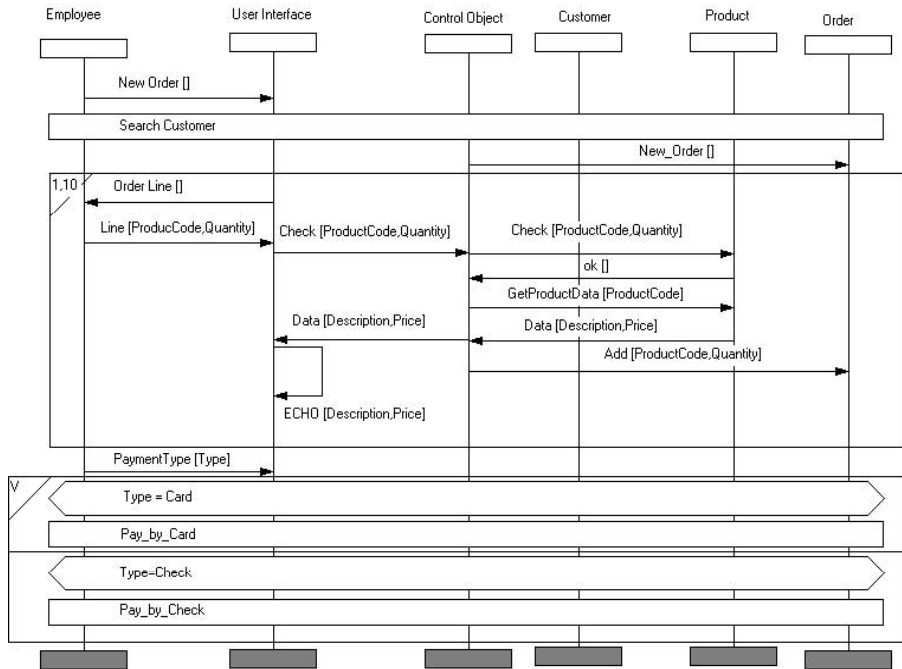 Employee
User Interface
Control Object
Customer
Product
Order
New Order []
Search Customer
New_Order []
1,10
Order Line []
Line [ProducCode,Quantity]
Check [ProductCode,Quantity]
Check [ProductCode,Quantity]
ok []
GetProductData [ProductCode]
Data [Description,Price]
Data [Description,Price]
Add [ProductCode,Quantity]
ECHO [Description,Price]
PaymentType [Type]
V
Type = Card
Pay_by_Card
Type=Check
Pay_by_Check